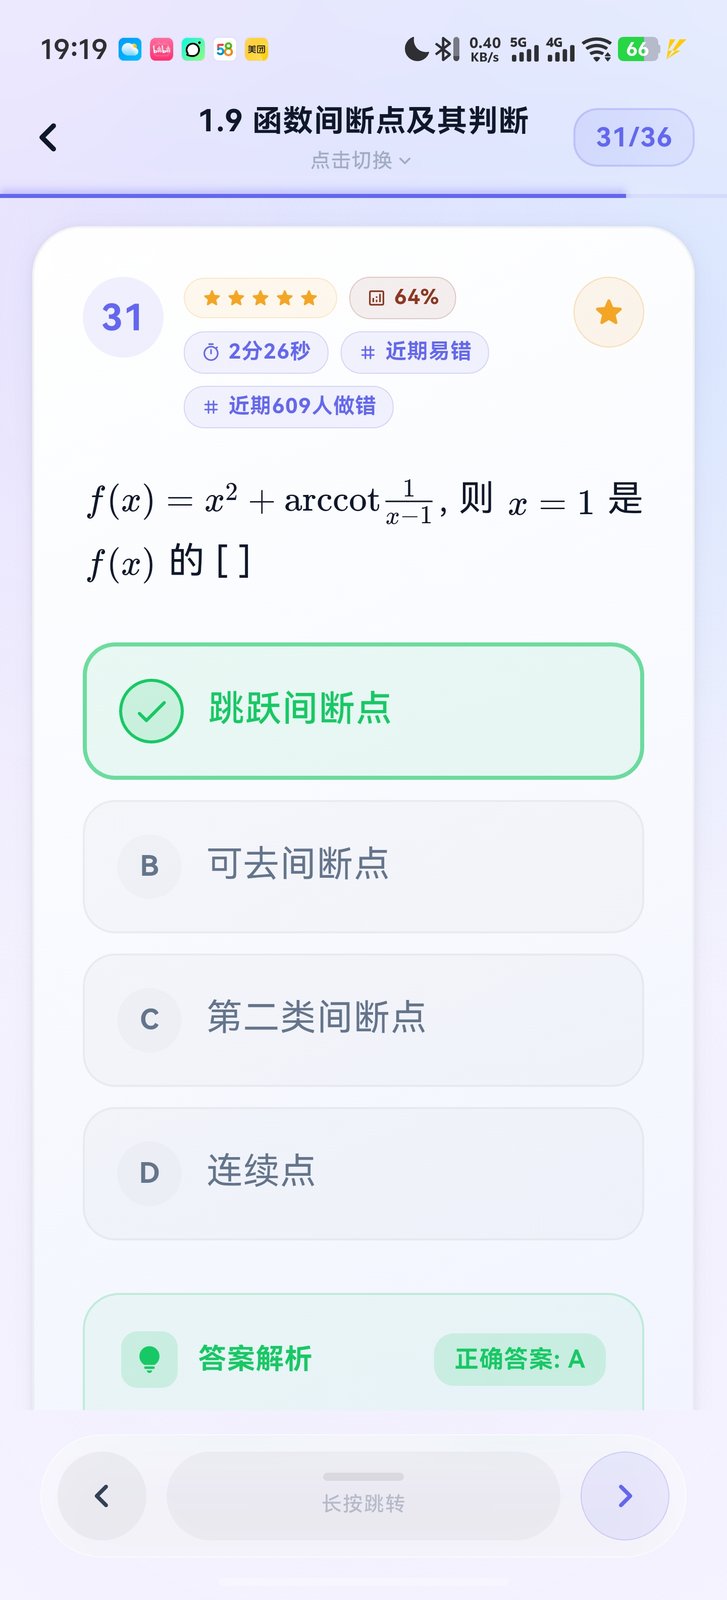 19:19 58 美团 0.40 KB/s 5G 4G 66
1.9 函数间断点及其判断
31/36
点击切换
31
64%
2分26秒
# 近期易错
# 近期609人做错
f(x) = x² + arccot 1/(x−1), 则 x = 1 是
f(x) 的 [ ]
跳跃间断点
B 可去间断点
C 第二类间断点
D 连续点
答案解析
正确答案: A
长按跳转